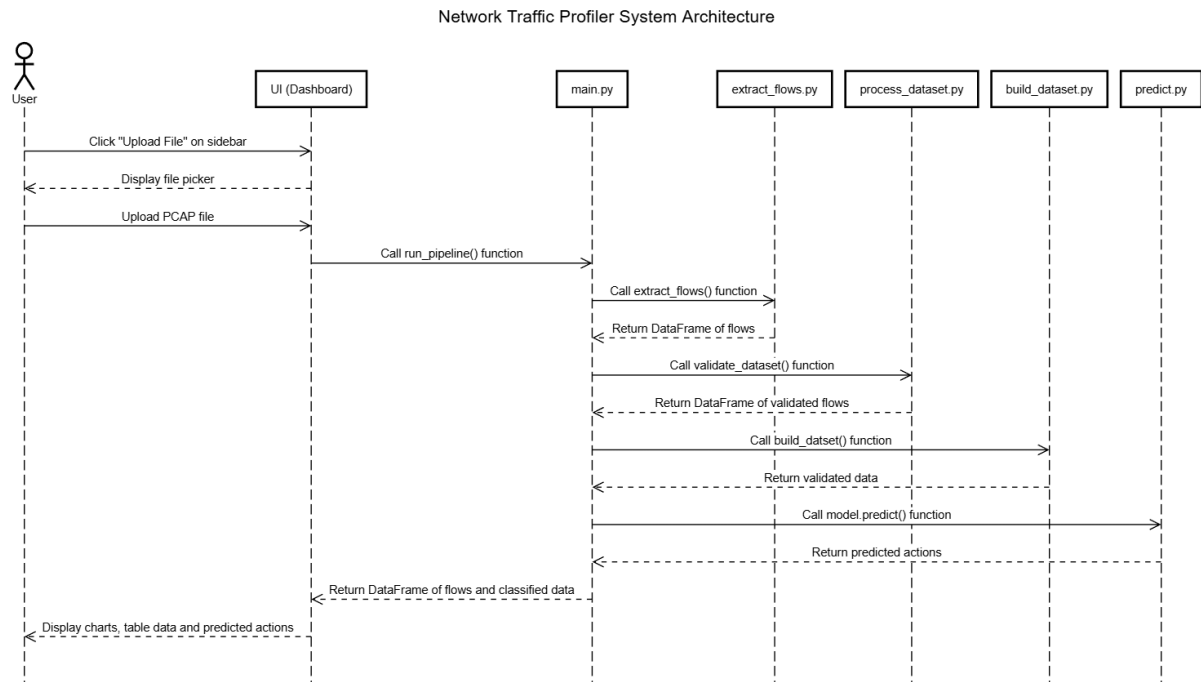 Network Traffic Profiler System Architecture
User
UI (Dashboard)
main.py
extract_flows.py
process_dataset.py
build_dataset.py
predict.py
Click "Upload File" on sidebar
Display file picker
Upload PCAP file
Call run_pipeline() function
Call extract_flows() function
Return DataFrame of flows
Call validate_dataset() function
Return DataFrame of validated flows
Call build_datset() function
Return validated data
Call model.predict() function
Return predicted actions
Return DataFrame of flows and classified data
Display charts, table data and predicted actions